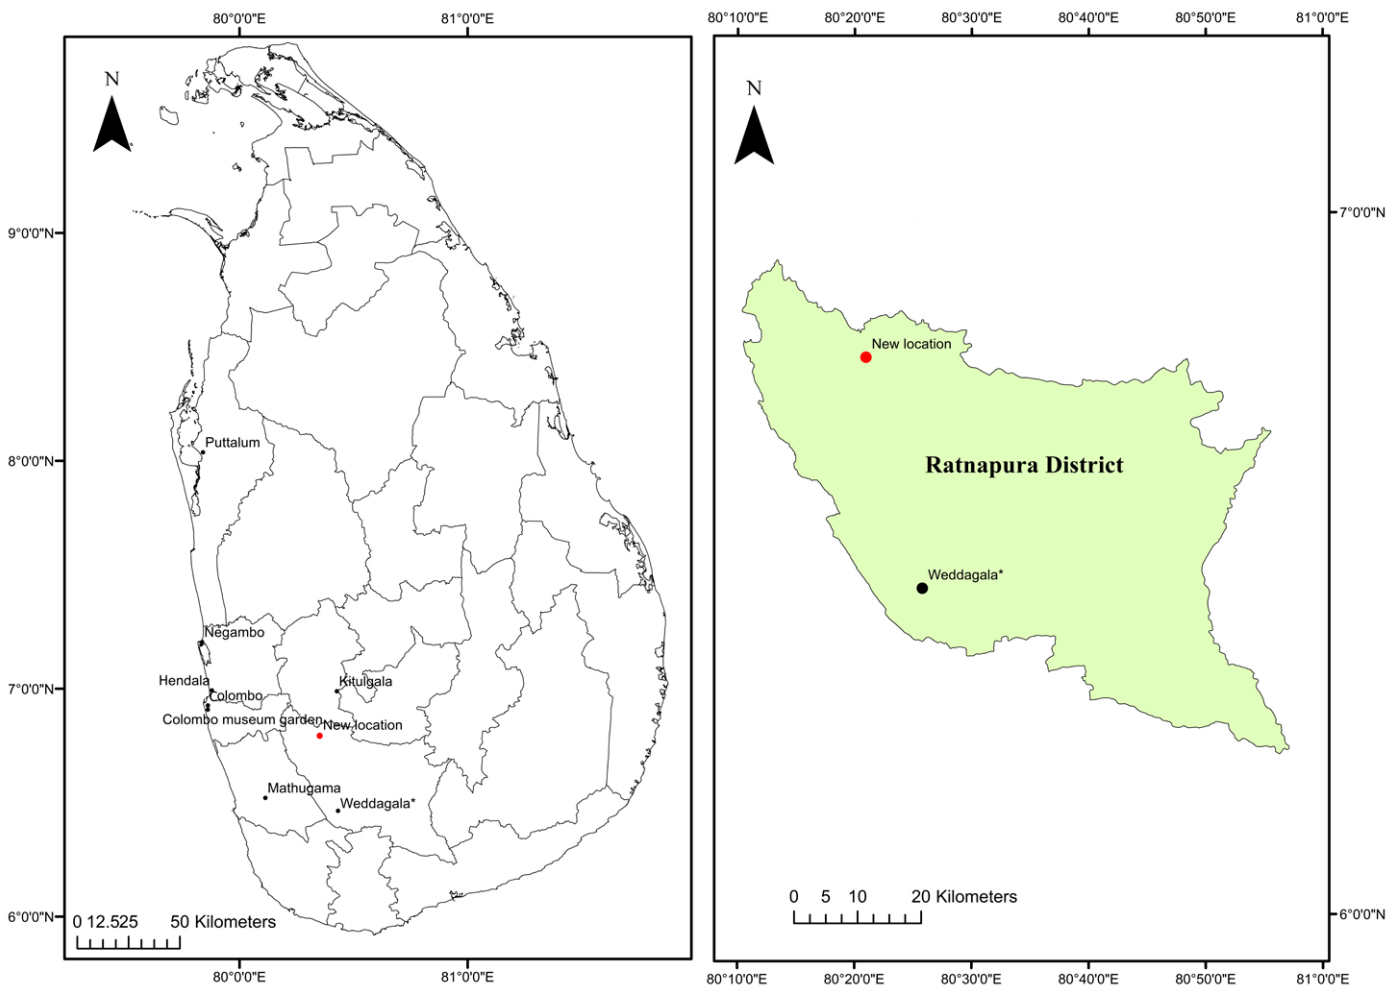 80°0'0"E 81°0'0"E
N
9°0'0"N
8°0'0"N
7°0'0"N
6°0'0"N
Puttalum
Negambo
Hendala
Colombo
Kitulgala
Colombo museum garden
New location
Mathugama
Weddagala*
0 12.525 50 Kilometers
80°0'0"E 81°0'0"E
80°10'0"E 80°20'0"E 80°30'0"E 80°40'0"E 80°50'0"E 81°0'0"E
N
7°0'0"N
New location
Ratnapura District
Weddagala*
0 5 10 20 Kilometers
6°0'0"N
80°10'0"E 80°20'0"E 80°30'0"E 80°40'0"E 80°50'0"E 81°0'0"E